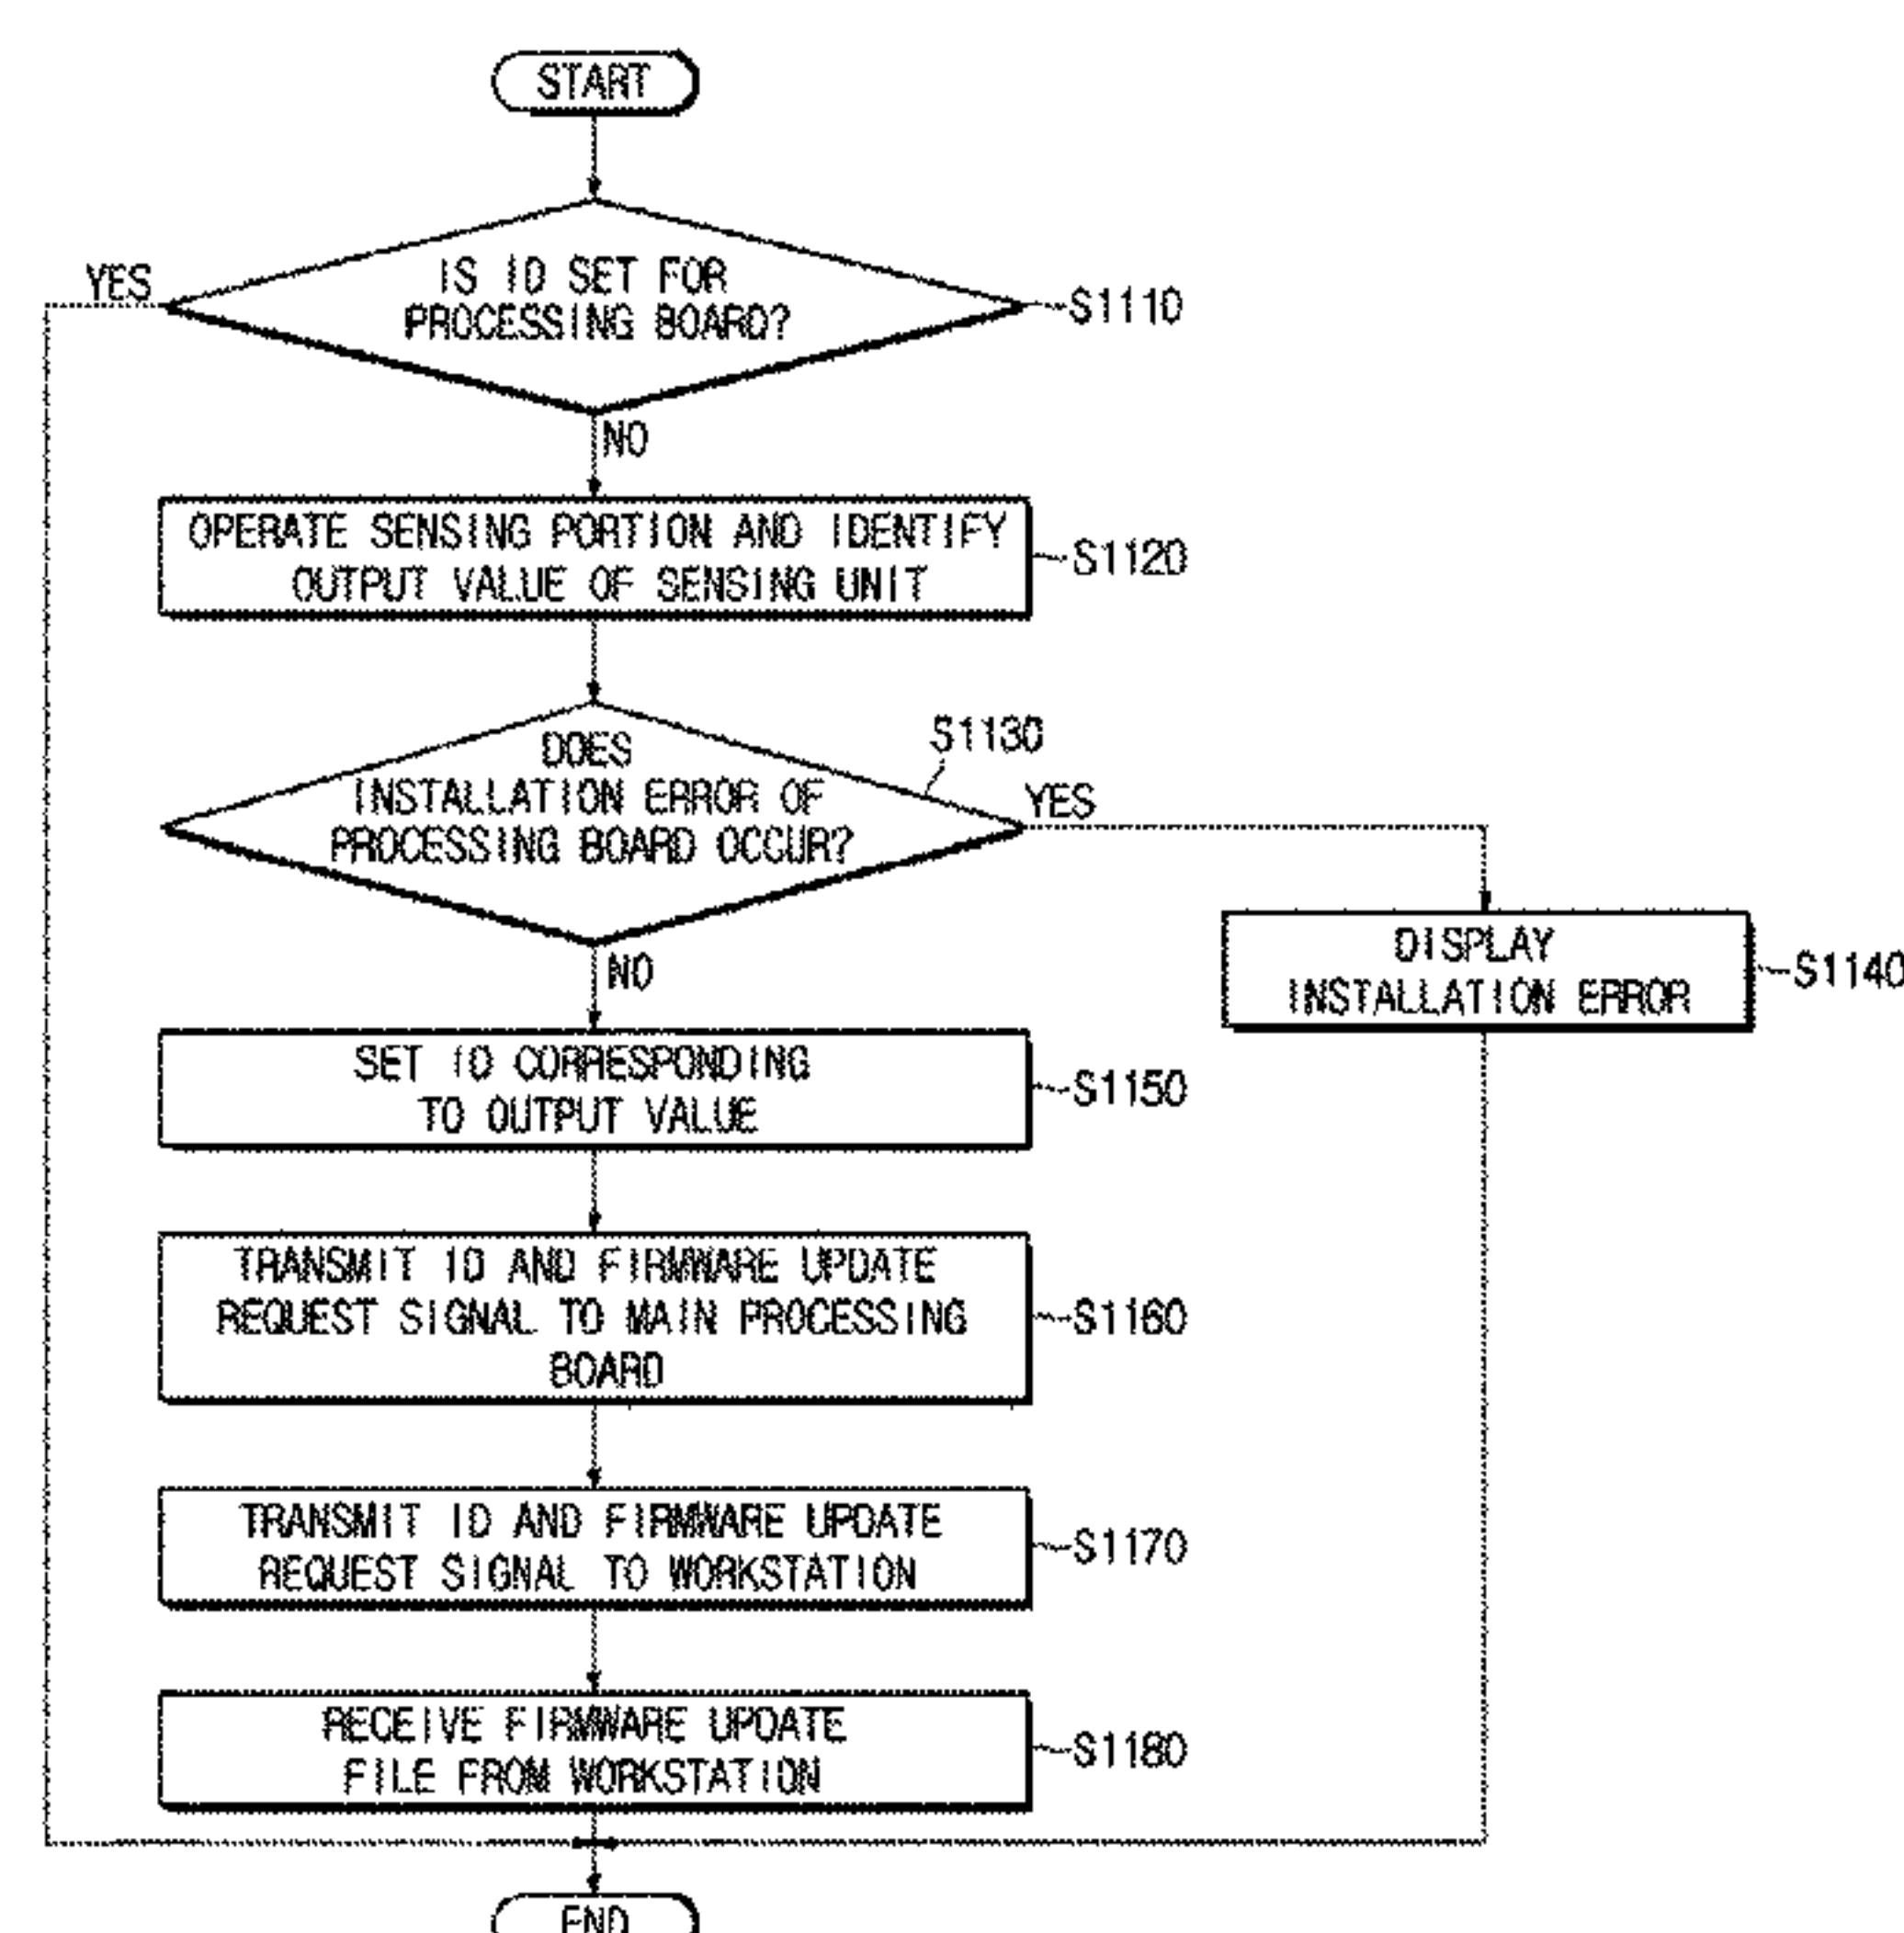 START
YES
IS ID SET FOR
PROCESSING BOARD?
S1110
NO
OPERATE SENSING PORTION AND IDENTIFY
OUTPUT VALUE OF SENSING UNIT
S1120
S1130
DOES
INSTALLATION ERROR OF
PROCESSING BOARD OCCUR?
YES
NO
DISPLAY
INSTALLATION ERROR
S1140
SET ID CORRESPONDING
TO OUTPUT VALUE
S1150
TRANSMIT ID AND FIRMWARE UPDATE
REQUEST SIGNAL TO MAIN PROCESSING
BOARD
S1160
TRANSMIT ID AND FIRMWARE UPDATE
REQUEST SIGNAL TO WORKSTATION
S1170
RECEIVE FIRMWARE UPDATE
FILE FROM WORKSTATION
S1180
END